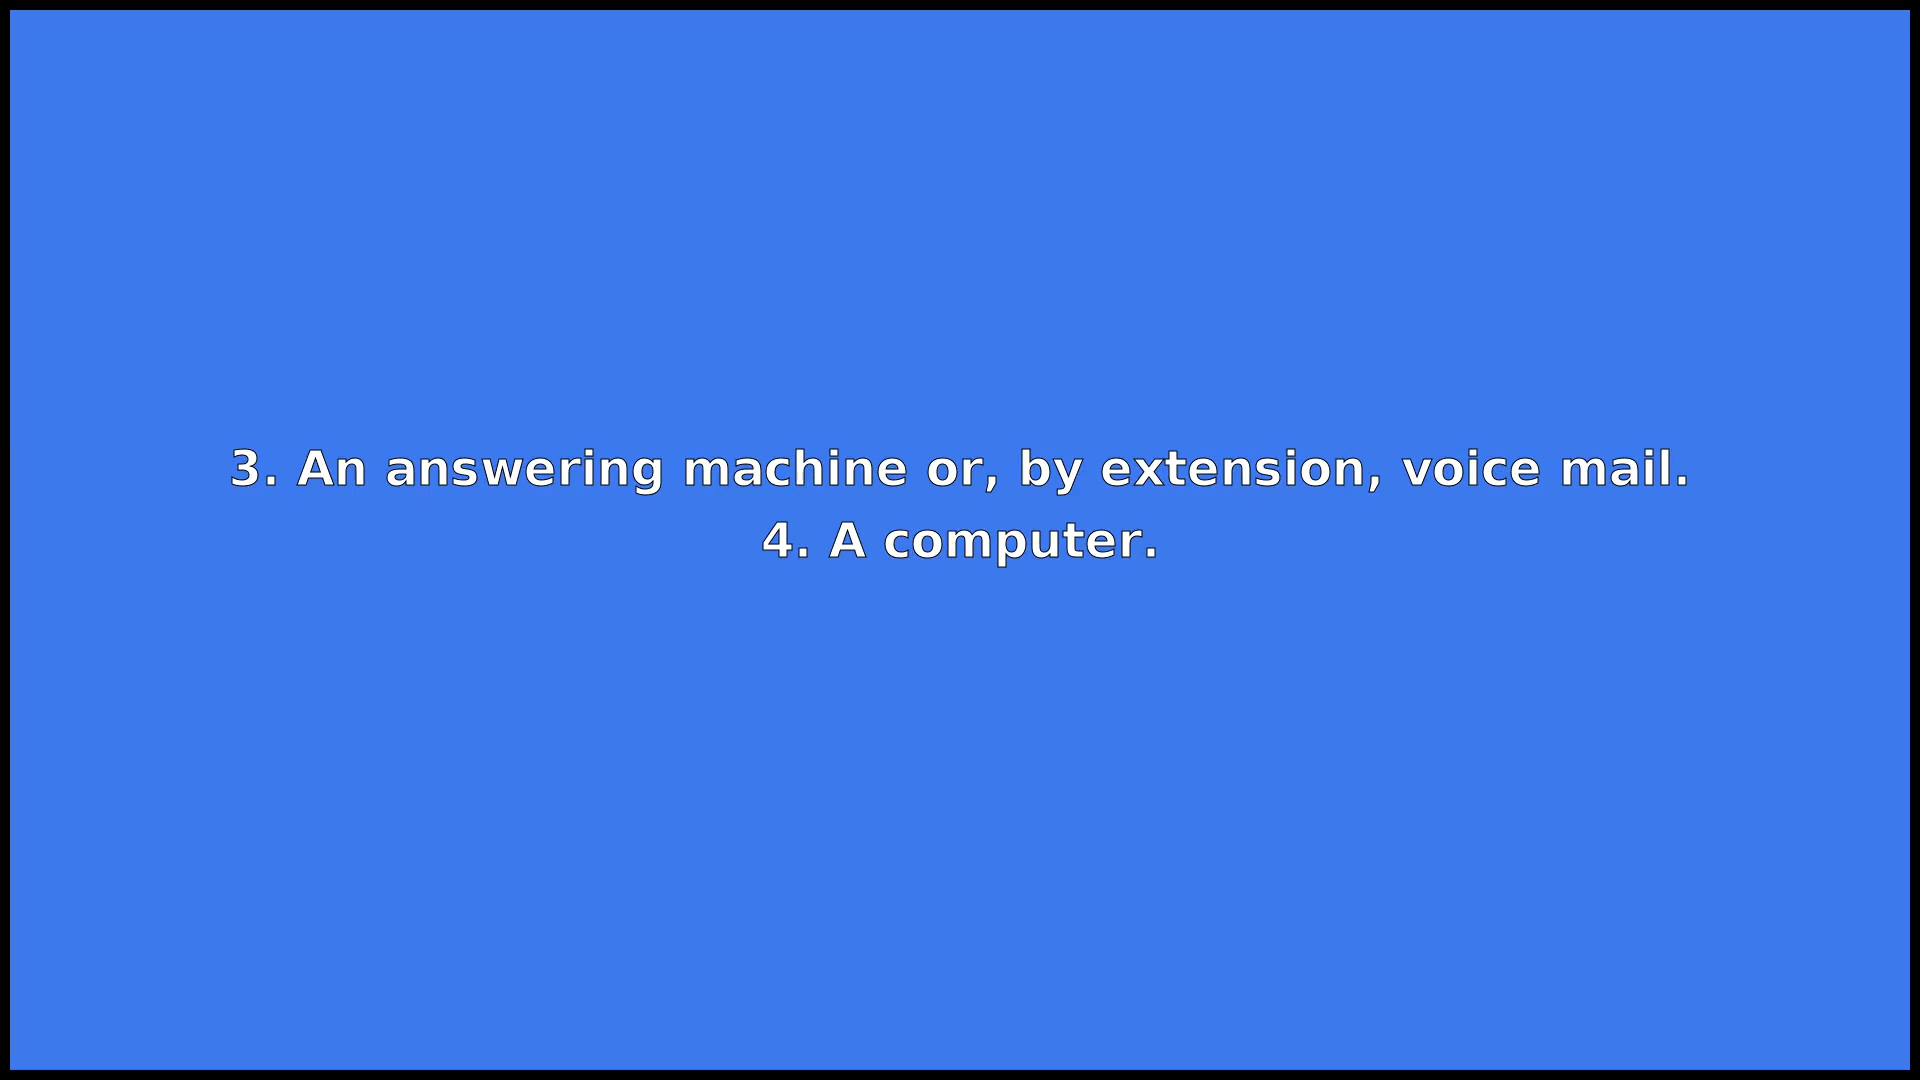 3. An answering machine or, by extension, voice mail.
4. A computer.